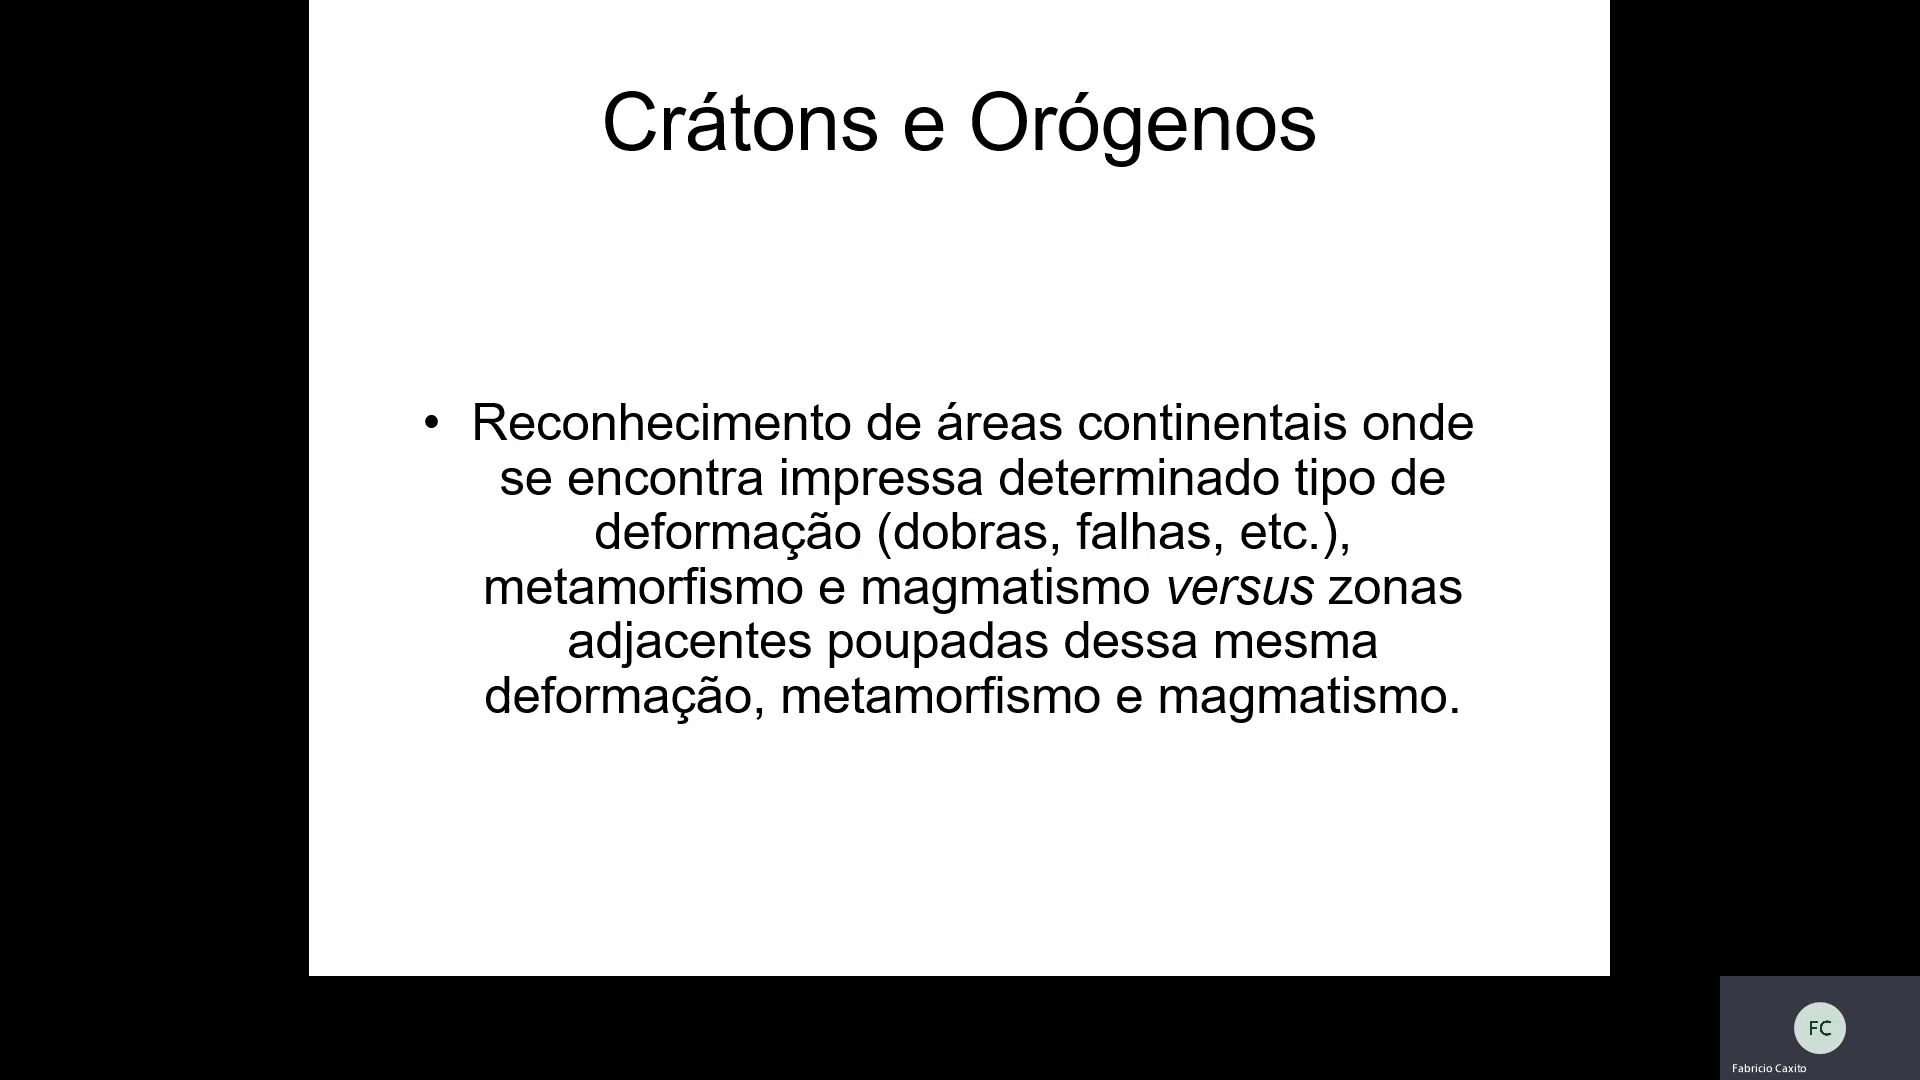 Crátons e Orógenos
• Reconhecimento de áreas continentais onde
se encontra impressa determinado tipo de
deformação (dobras, falhas, etc.),
metamorfismo e magmatismo versus zonas
adjacentes poupadas dessa mesma
deformação, metamorfismo e magmatismo.
FC
Fabricio Caxito